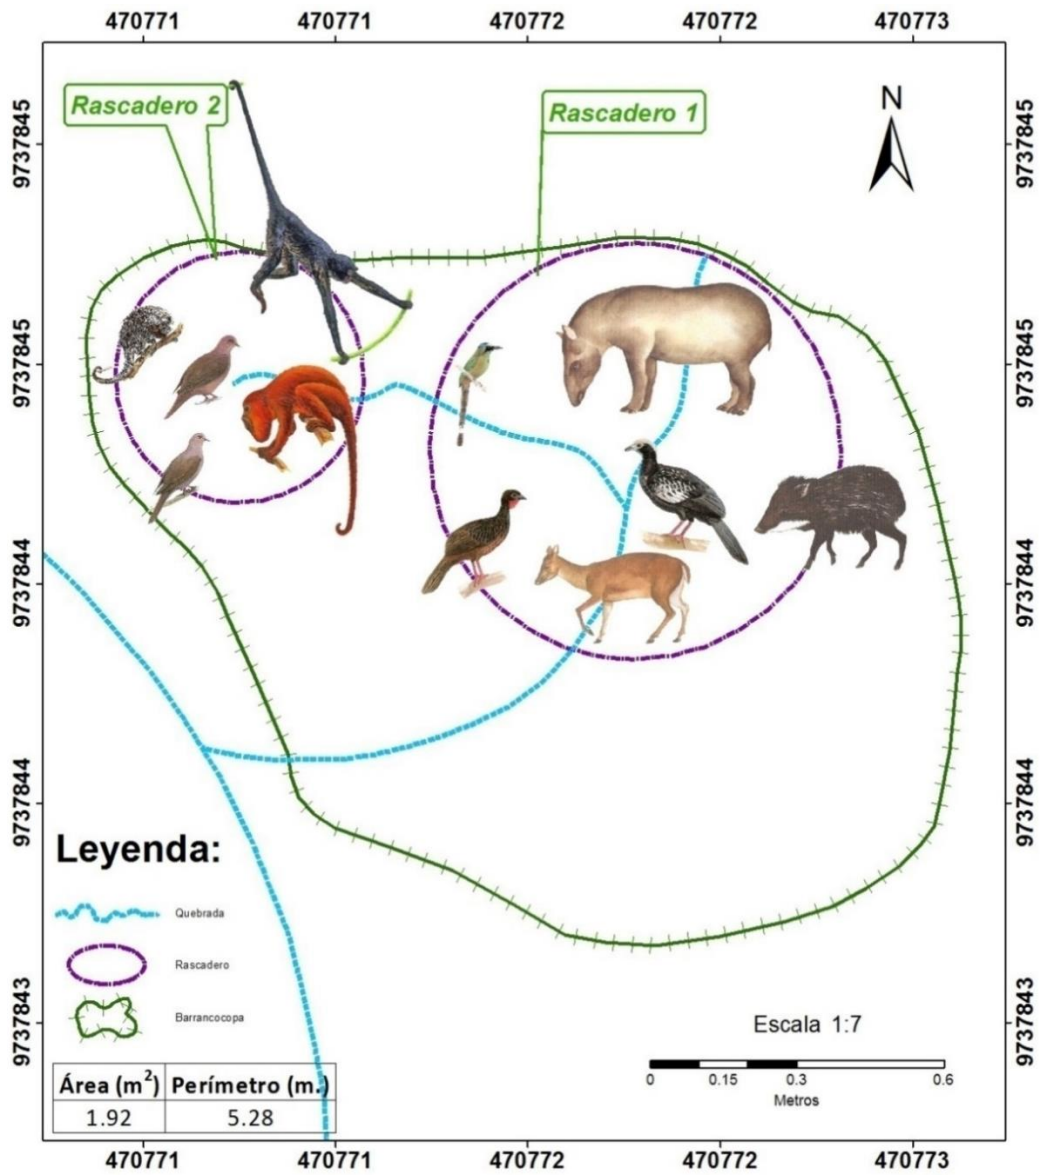 470771 470771 470772 470772 470773
Rascadero 2
Rascadero 1
N
9737845 9737845
9737845 9737845
9737844 9737844
9737844 9737844
Leyenda:
Quebrada
Rascadero
Barrancocopa
9737843 9737843
Escala 1:7
0 0.15 0.3 0.6
Metros
Área (m²) Perímetro (m.)
1.92 5.28
470771 470771 470772 470772 470773